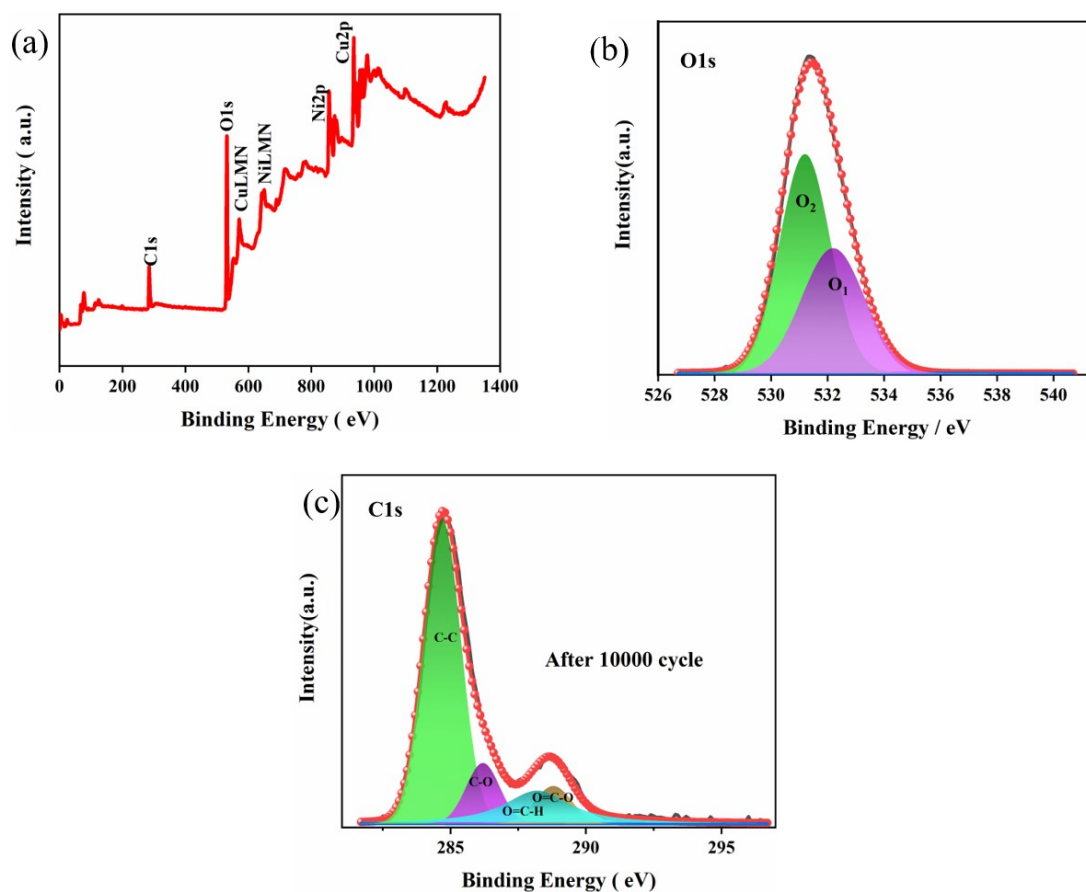 (a)
Intensity ( a.u.)
C1s
O1s
CuLMN
NiLMN
Ni2p
Cu2p
0 200 400 600 800 1000 1200 1400
Binding Energy ( eV)
(b)
O1s
Intensity(a.u.)
O2
O1
526 528 530 532 534 536 538 540
Binding Energy / eV
(c)
C1s
Intensity(a.u.)
C-C
After 10000 cycle
C-O
O=C-O
O=C-H
285 290 295
Binding Energy ( eV)